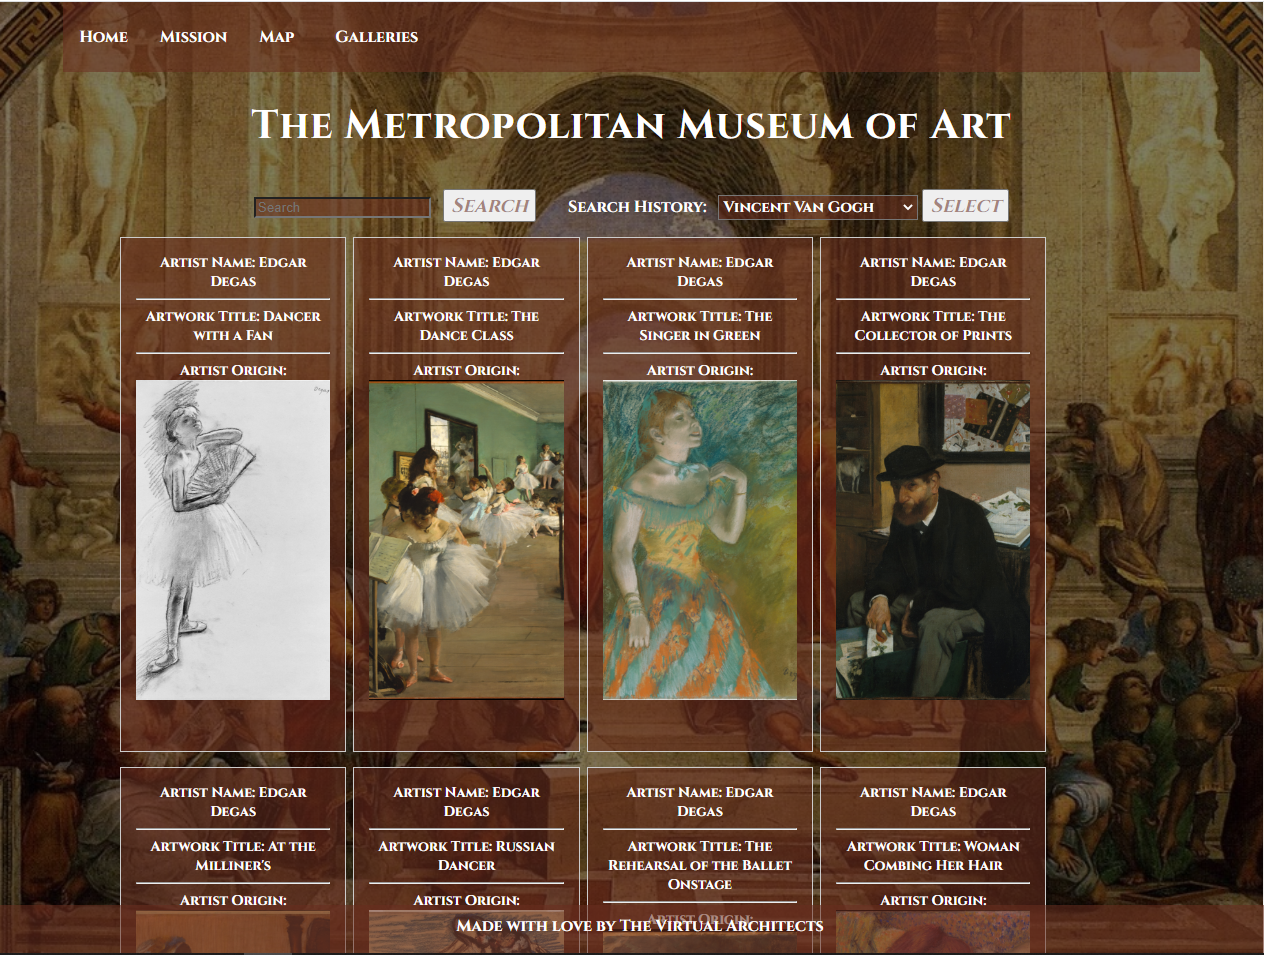 Home Mission Map Galleries
The Metropolitan Museum of Art
Search Search Search History: Vincent Van Gogh Select
Artist Name: Edgar
Degas
Artwork Title: Dancer
with a Fan
Artist Origin:
Artist Name: Edgar
Degas
Artwork Title: The
Dance Class
Artist Origin:
Artist Name: Edgar
Degas
Artwork Title: The
Singer in Green
Artist Origin:
Artist Name: Edgar
Degas
Artwork Title: The
Collector of Prints
Artist Origin:
Artist Name: Edgar
Degas
Artwork Title: At the
Milliner's
Artist Origin:
Artist Name: Edgar
Degas
Artwork Title: Russian
Dancer
Artist Origin:
Artist Name: Edgar
Degas
Artwork Title: The
Rehearsal of the Ballet
Onstage
Artist Origin:
Artist Name: Edgar
Degas
Artwork Title: Woman
Combing Her Hair
Artist Origin:
Made with love by The Virtual Architects